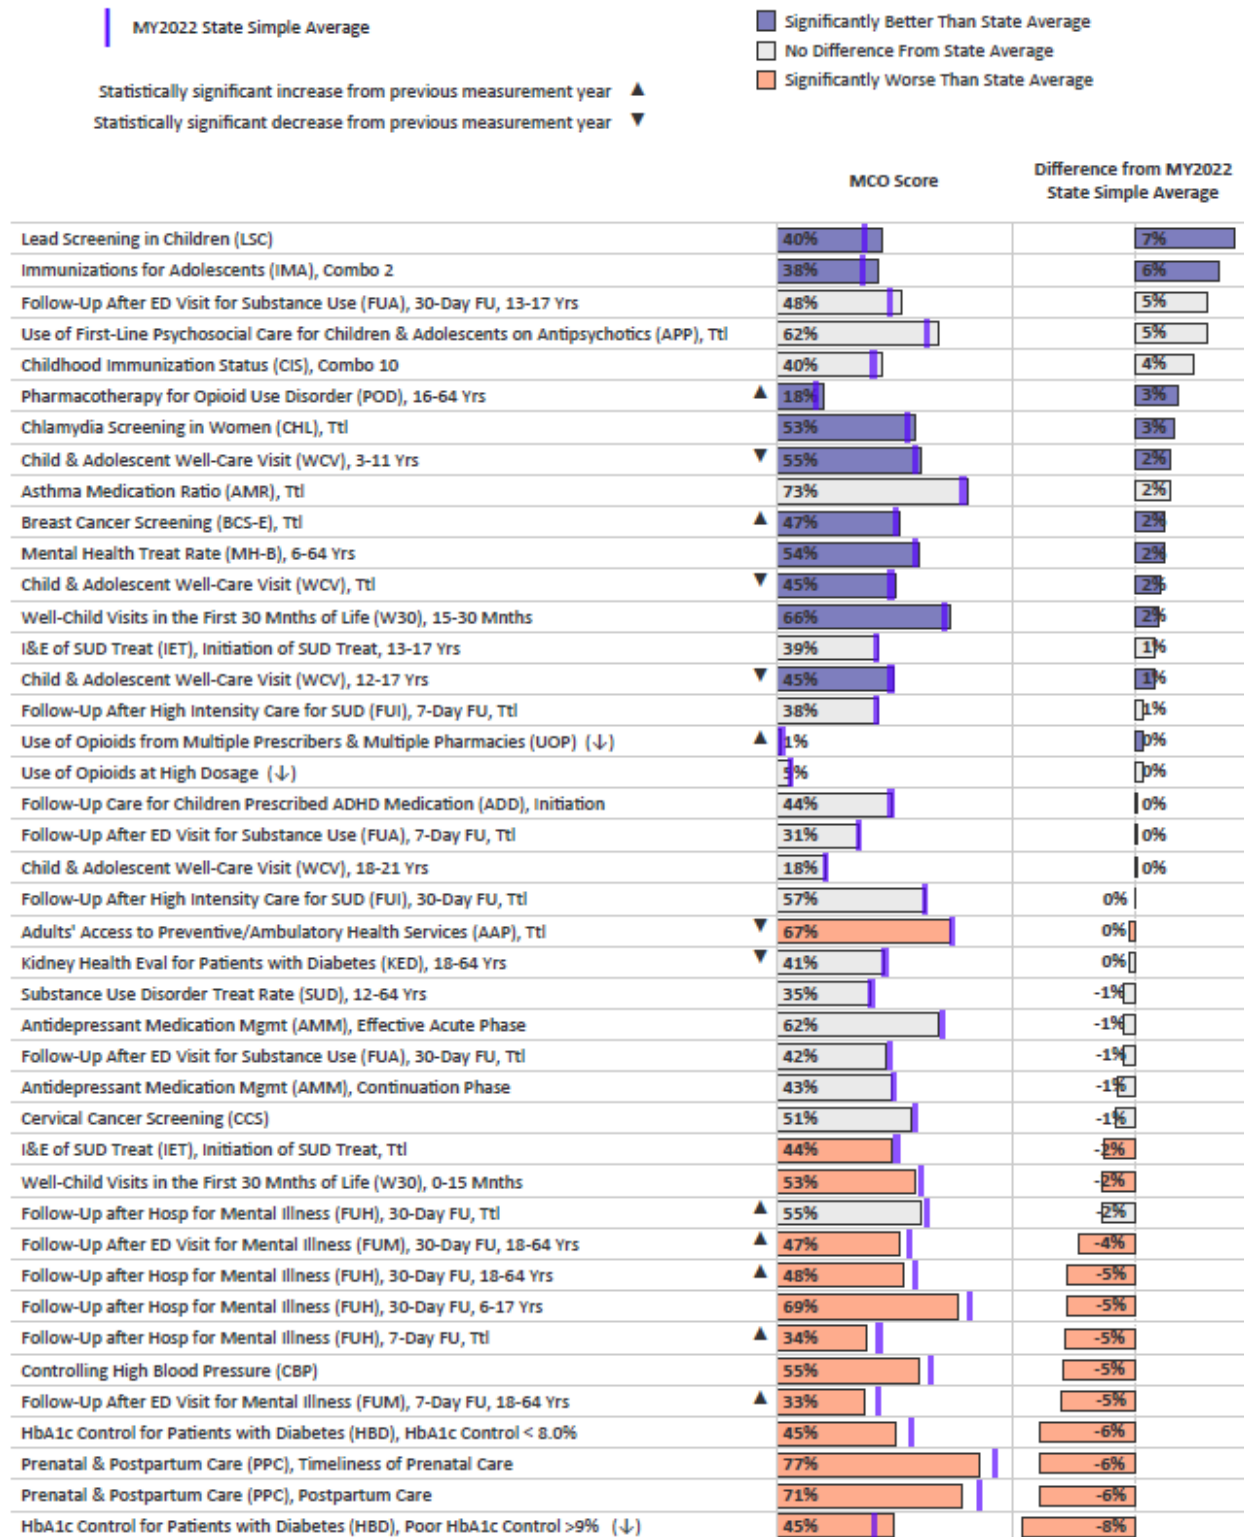 MY2022 State Simple Average
Significantly Better Than State Average
No Difference From State Average
Significantly Worse Than State Average
Statistically significant increase from previous measurement year ▲
Statistically significant decrease from previous measurement year ▼
MCO Score
Difference from MY2022
State Simple Average
Lead Screening in Children (LSC) 40% 7%
Immunizations for Adolescents (IMA), Combo 2 38% 6%
Follow-Up After ED Visit for Substance Use (FUA), 30-Day FU, 13-17 Yrs 48% 5%
Use of First-Line Psychosocial Care for Children & Adolescents on Antipsychotics (APP), Ttl 62% 5%
Childhood Immunization Status (CIS), Combo 10 40% 4%
Pharmacotherapy for Opioid Use Disorder (POD), 16-64 Yrs ▲ 18% 3%
Chlamydia Screening in Women (CHL), Ttl 53% 3%
Child & Adolescent Well-Care Visit (WCV), 3-11 Yrs ▼ 55% 2%
Asthma Medication Ratio (AMR), Ttl 73% 2%
Breast Cancer Screening (BCS-E), Ttl ▲ 47% 2%
Mental Health Treat Rate (MH-B), 6-64 Yrs 54% 2%
Child & Adolescent Well-Care Visit (WCV), Ttl ▼ 45% 2%
Well-Child Visits in the First 30 Mnths of Life (W30), 15-30 Mnths 66% 2%
I&E of SUD Treat (IET), Initiation of SUD Treat, 13-17 Yrs 39% 1%
Child & Adolescent Well-Care Visit (WCV), 12-17 Yrs ▼ 45% 1%
Follow-Up After High Intensity Care for SUD (FUI), 7-Day FU, Ttl 38% 1%
Use of Opioids from Multiple Prescribers & Multiple Pharmacies (UOP) (↓) ▲ 1% 0%
Use of Opioids at High Dosage (↓) 5% 0%
Follow-Up Care for Children Prescribed ADHD Medication (ADD), Initiation 44% 0%
Follow-Up After ED Visit for Substance Use (FUA), 7-Day FU, Ttl 31% 0%
Child & Adolescent Well-Care Visit (WCV), 18-21 Yrs 18% 0%
Follow-Up After High Intensity Care for SUD (FUI), 30-Day FU, Ttl 57% 0%
Adults' Access to Preventive/Ambulatory Health Services (AAP), Ttl ▼ 67% 0%
Kidney Health Eval for Patients with Diabetes (KED), 18-64 Yrs ▼ 41% 0%
Substance Use Disorder Treat Rate (SUD), 12-64 Yrs 35% -1%
Antidepressant Medication Mgmt (AMM), Effective Acute Phase 62% -1%
Follow-Up After ED Visit for Substance Use (FUA), 30-Day FU, Ttl 42% -1%
Antidepressant Medication Mgmt (AMM), Continuation Phase 43% -1%
Cervical Cancer Screening (CCS) 51% -1%
I&E of SUD Treat (IET), Initiation of SUD Treat, Ttl 44% -2%
Well-Child Visits in the First 30 Mnths of Life (W30), 0-15 Mnths 53% -2%
Follow-Up after Hosp for Mental Illness (FUH), 30-Day FU, Ttl ▲ 55% -2%
Follow-Up After ED Visit for Mental Illness (FUM), 30-Day FU, 18-64 Yrs ▲ 47% -4%
Follow-Up after Hosp for Mental Illness (FUH), 30-Day FU, 18-64 Yrs ▲ 48% -5%
Follow-Up after Hosp for Mental Illness (FUH), 30-Day FU, 6-17 Yrs 69% -5%
Follow-Up after Hosp for Mental Illness (FUH), 7-Day FU, Ttl ▲ 34% -5%
Controlling High Blood Pressure (CBP) 55% -5%
Follow-Up After ED Visit for Mental Illness (FUM), 7-Day FU, 18-64 Yrs ▲ 33% -5%
HbA1c Control for Patients with Diabetes (HBD), HbA1c Control < 8.0% 45% -6%
Prenatal & Postpartum Care (PPC), Timeliness of Prenatal Care 77% -6%
Prenatal & Postpartum Care (PPC), Postpartum Care 71% -6%
HbA1c Control for Patients with Diabetes (HBD), Poor HbA1c Control >9% (↓) 45% -8%